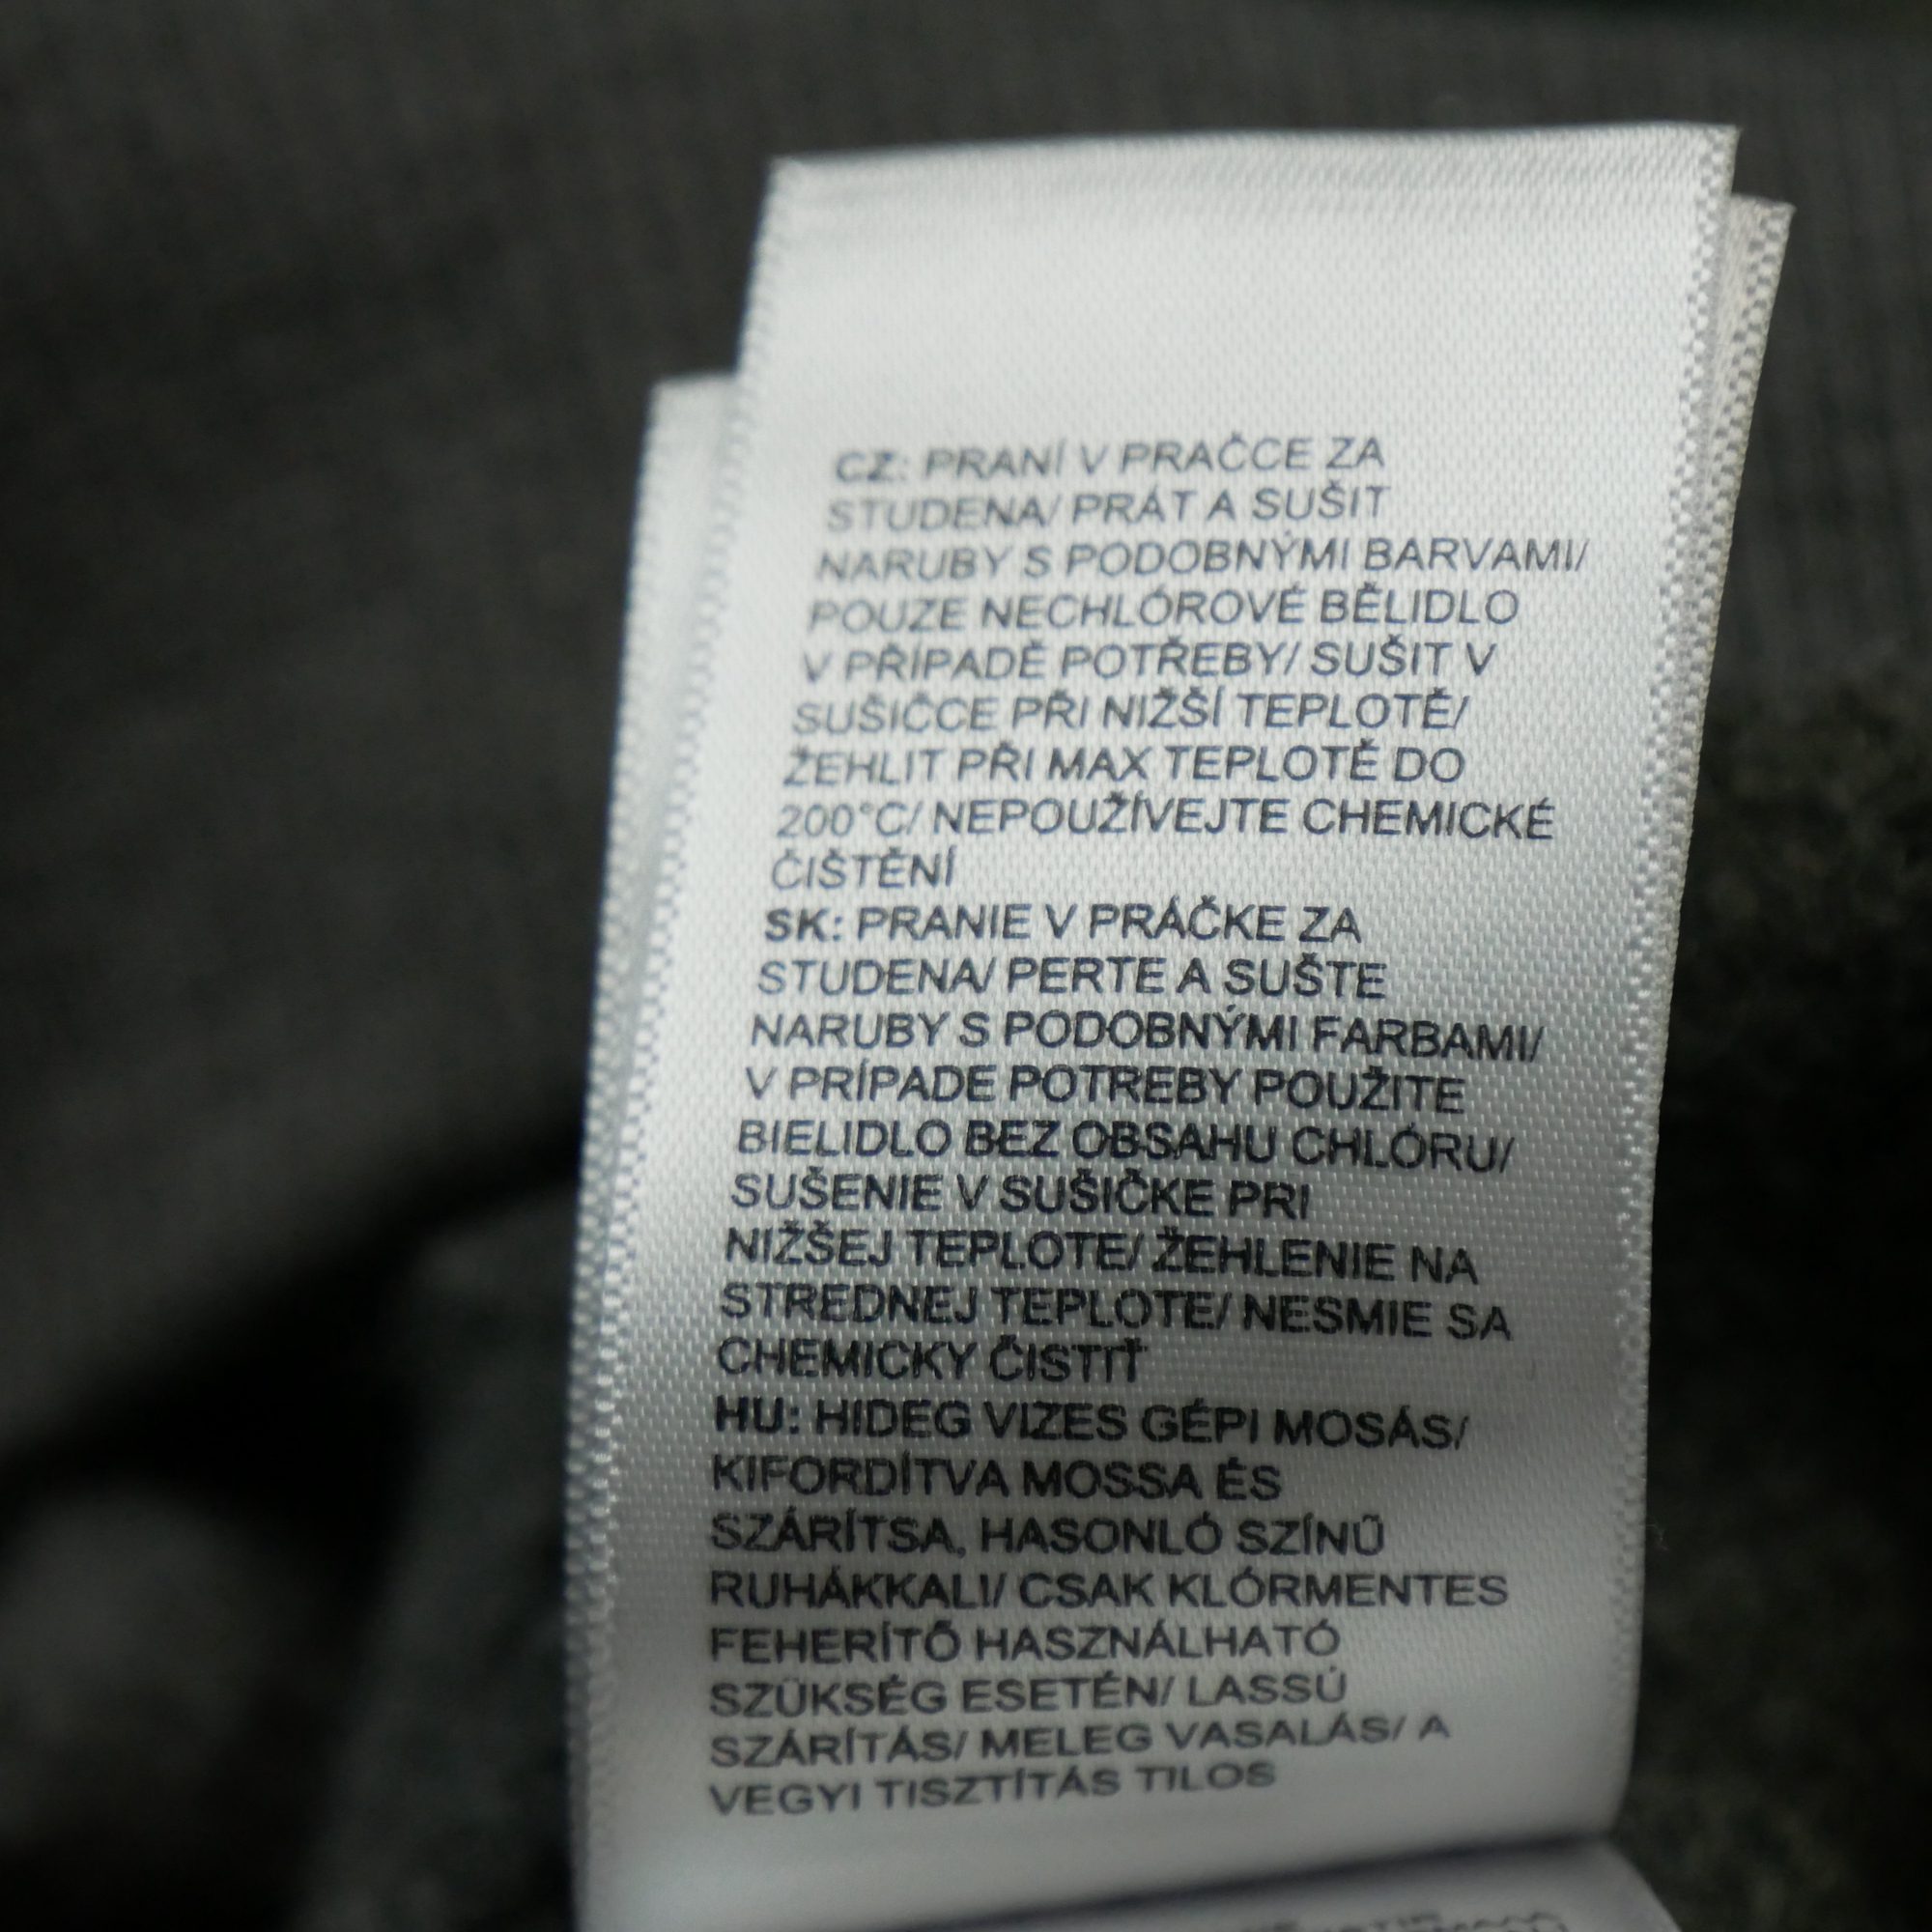 CZ: PRANÍ V PRAČCE ZA
STUDENA/ PRÁT A SUŠIT
NARUBY S PODOBNÝMI BARVAMI/
POUZE NECHLÓROVÉ BĚLIDLO
V PŘÍPADĚ POTŘEBY/ SUŠIT V
SUŠIČCE PŘI NIŽŠÍ TEPLOTĚ/
ŽEHLIT PŘI MAX TEPLOTĚ DO
200°C/ NEPOUŽÍVEJTE CHEMICKÉ
ČIŠTĚNÍ
SK: PRANIE V PRÁČKE ZA
STUDENA/ PERTE A SUŠTE
NARUBY S PODOBNÝMI FARBAMI/
V PRÍPADE POTREBY POUŽITE
BIELIDLO BEZ OBSAHU CHLÓRU/
SUŠENIE V SUŠIČKE PRI
NIŽŠEJ TEPLOTE/ ŽEHLENIE NA
STREDNEJ TEPLOTE/ NESMIE SA
CHEMICKY ČISTIŤ
HU: HIDEG VIZES GÉPI MOSÁS/
KIFORDÍTVA MOSSA ÉS
SZÁRÍTSA, HASONLÓ SZÍNŰ
RUHÁKKALI/ CSAK KLÓRMENTES
FEHERÍTŐ HASZNÁLHATÓ
SZÜKSÉG ESETÉN/ LASSÚ
SZÁRÍTÁS/ MELEG VASALÁS/ A
VEGYI TISZTÍTÁS TILOS